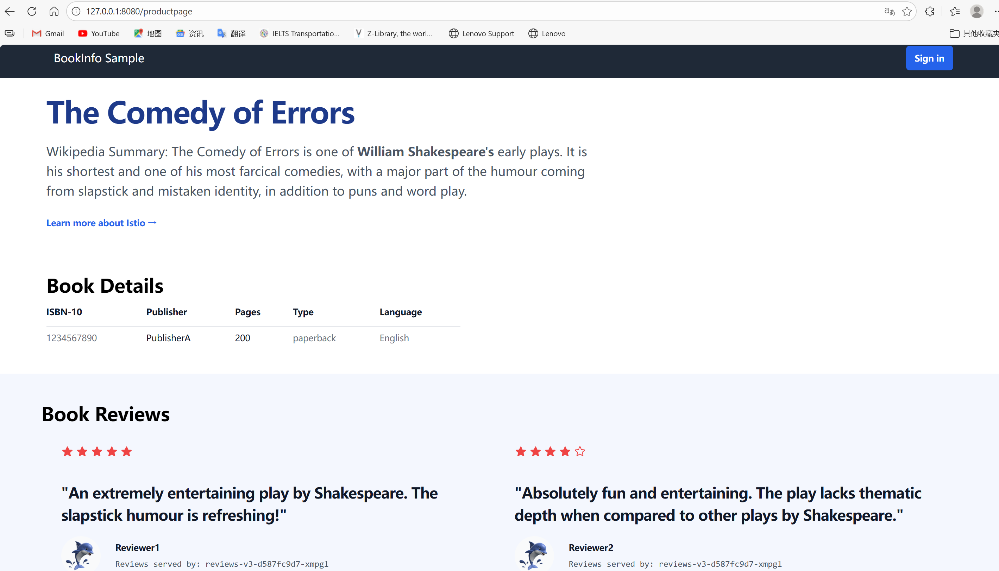 127.0.0.1:8080/productpage
Gmail YouTube 地图 资讯 翻译 IELTS Transportatio... Z-Library, the worl... Lenovo Support Lenovo 其他收藏夹
BookInfo Sample Sign in
The Comedy of Errors
Wikipedia Summary: The Comedy of Errors is one of William Shakespeare's early plays. It is
his shortest and one of his most farcical comedies, with a major part of the humour coming
from slapstick and mistaken identity, in addition to puns and word play.
Learn more about Istio →
Book Details
ISBN-10 Publisher Pages Type Language
1234567890 PublisherA 200 paperback English
Book Reviews
"An extremely entertaining play by Shakespeare. The
slapstick humour is refreshing!"
Reviewer1
Reviews served by: reviews-v3-d587fc9d7-xmpgl
"Absolutely fun and entertaining. The play lacks thematic
depth when compared to other plays by Shakespeare."
Reviewer2
Reviews served by: reviews-v3-d587fc9d7-xmpgl